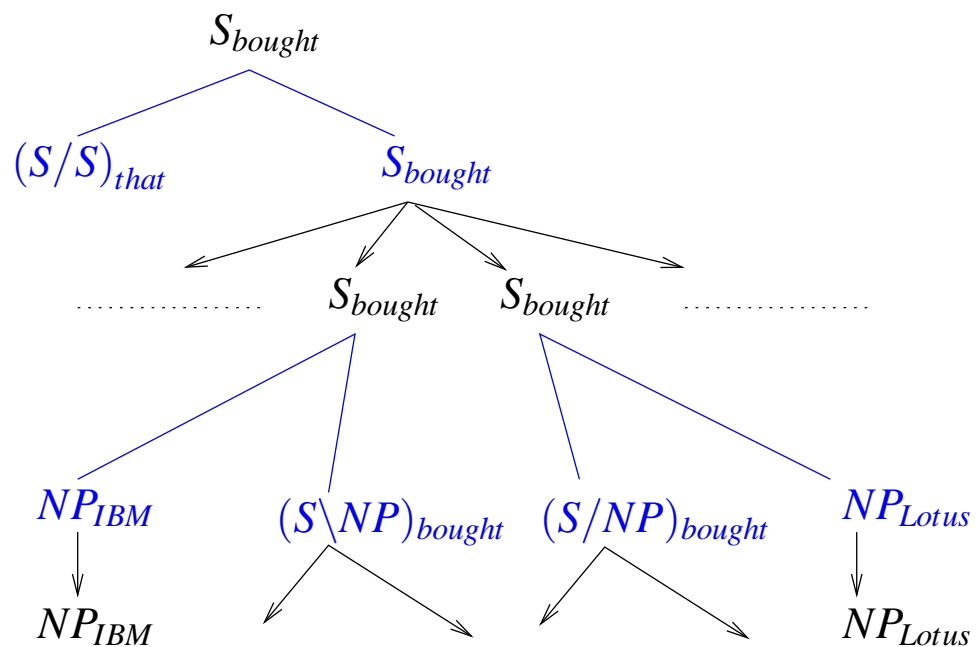 S_bought
(S/S)_that S_bought
S_bought S_bought
NP_IBM (S\NP)_bought (S/NP)_bought NP_Lotus
NP_IBM NP_Lotus